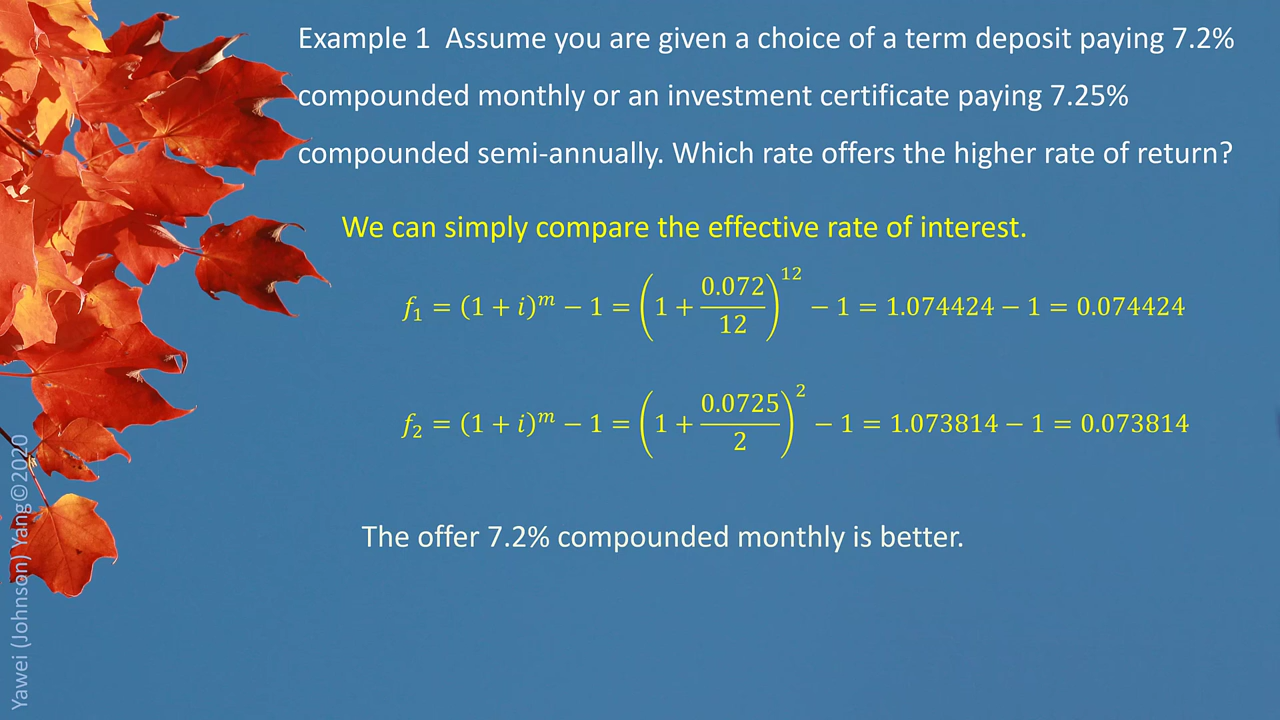 Example 1 Assume you are given a choice of a term deposit paying 7.2%
compounded monthly or an investment certificate paying 7.25%
compounded semi-annually. Which rate offers the higher rate of return?
We can simply compare the effective rate of interest.
f₁ = (1 + i)ᵐ − 1 = (1 + 0.072/12)¹² − 1 = 1.074424 − 1 = 0.074424
f₂ = (1 + i)ᵐ − 1 = (1 + 0.0725/2)² − 1 = 1.073814 − 1 = 0.073814
The offer 7.2% compounded monthly is better.
Yawei (Johnson) Yang©2020